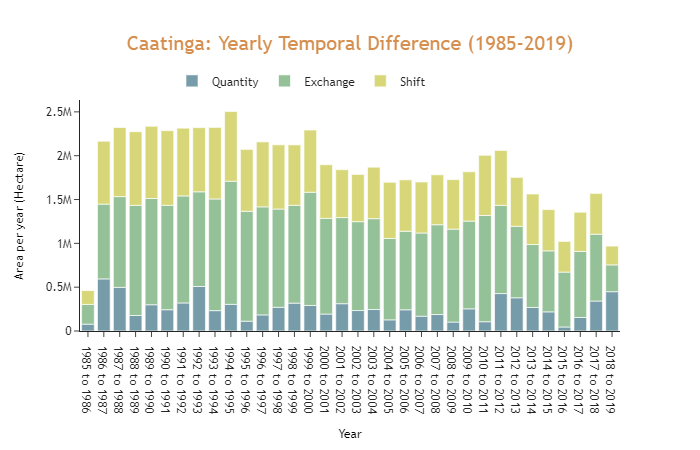 Caatinga: Yearly Temporal Difference (1985-2019)
Quantity Exchange Shift
Area per year (Hectare)
2.5M
2M
1.5M
1M
0.5M
0
1985 to 1986
1986 to 1987
1987 to 1988
1988 to 1989
1989 to 1990
1990 to 1991
1991 to 1992
1992 to 1993
1993 to 1994
1994 to 1995
1995 to 1996
1996 to 1997
1997 to 1998
1998 to 1999
1999 to 2000
2000 to 2001
2001 to 2002
2002 to 2003
2003 to 2004
2004 to 2005
2005 to 2006
2006 to 2007
2007 to 2008
2008 to 2009
2009 to 2010
2010 to 2011
2011 to 2012
2012 to 2013
2013 to 2014
2014 to 2015
2015 to 2016
2016 to 2017
2017 to 2018
2018 to 2019
Year